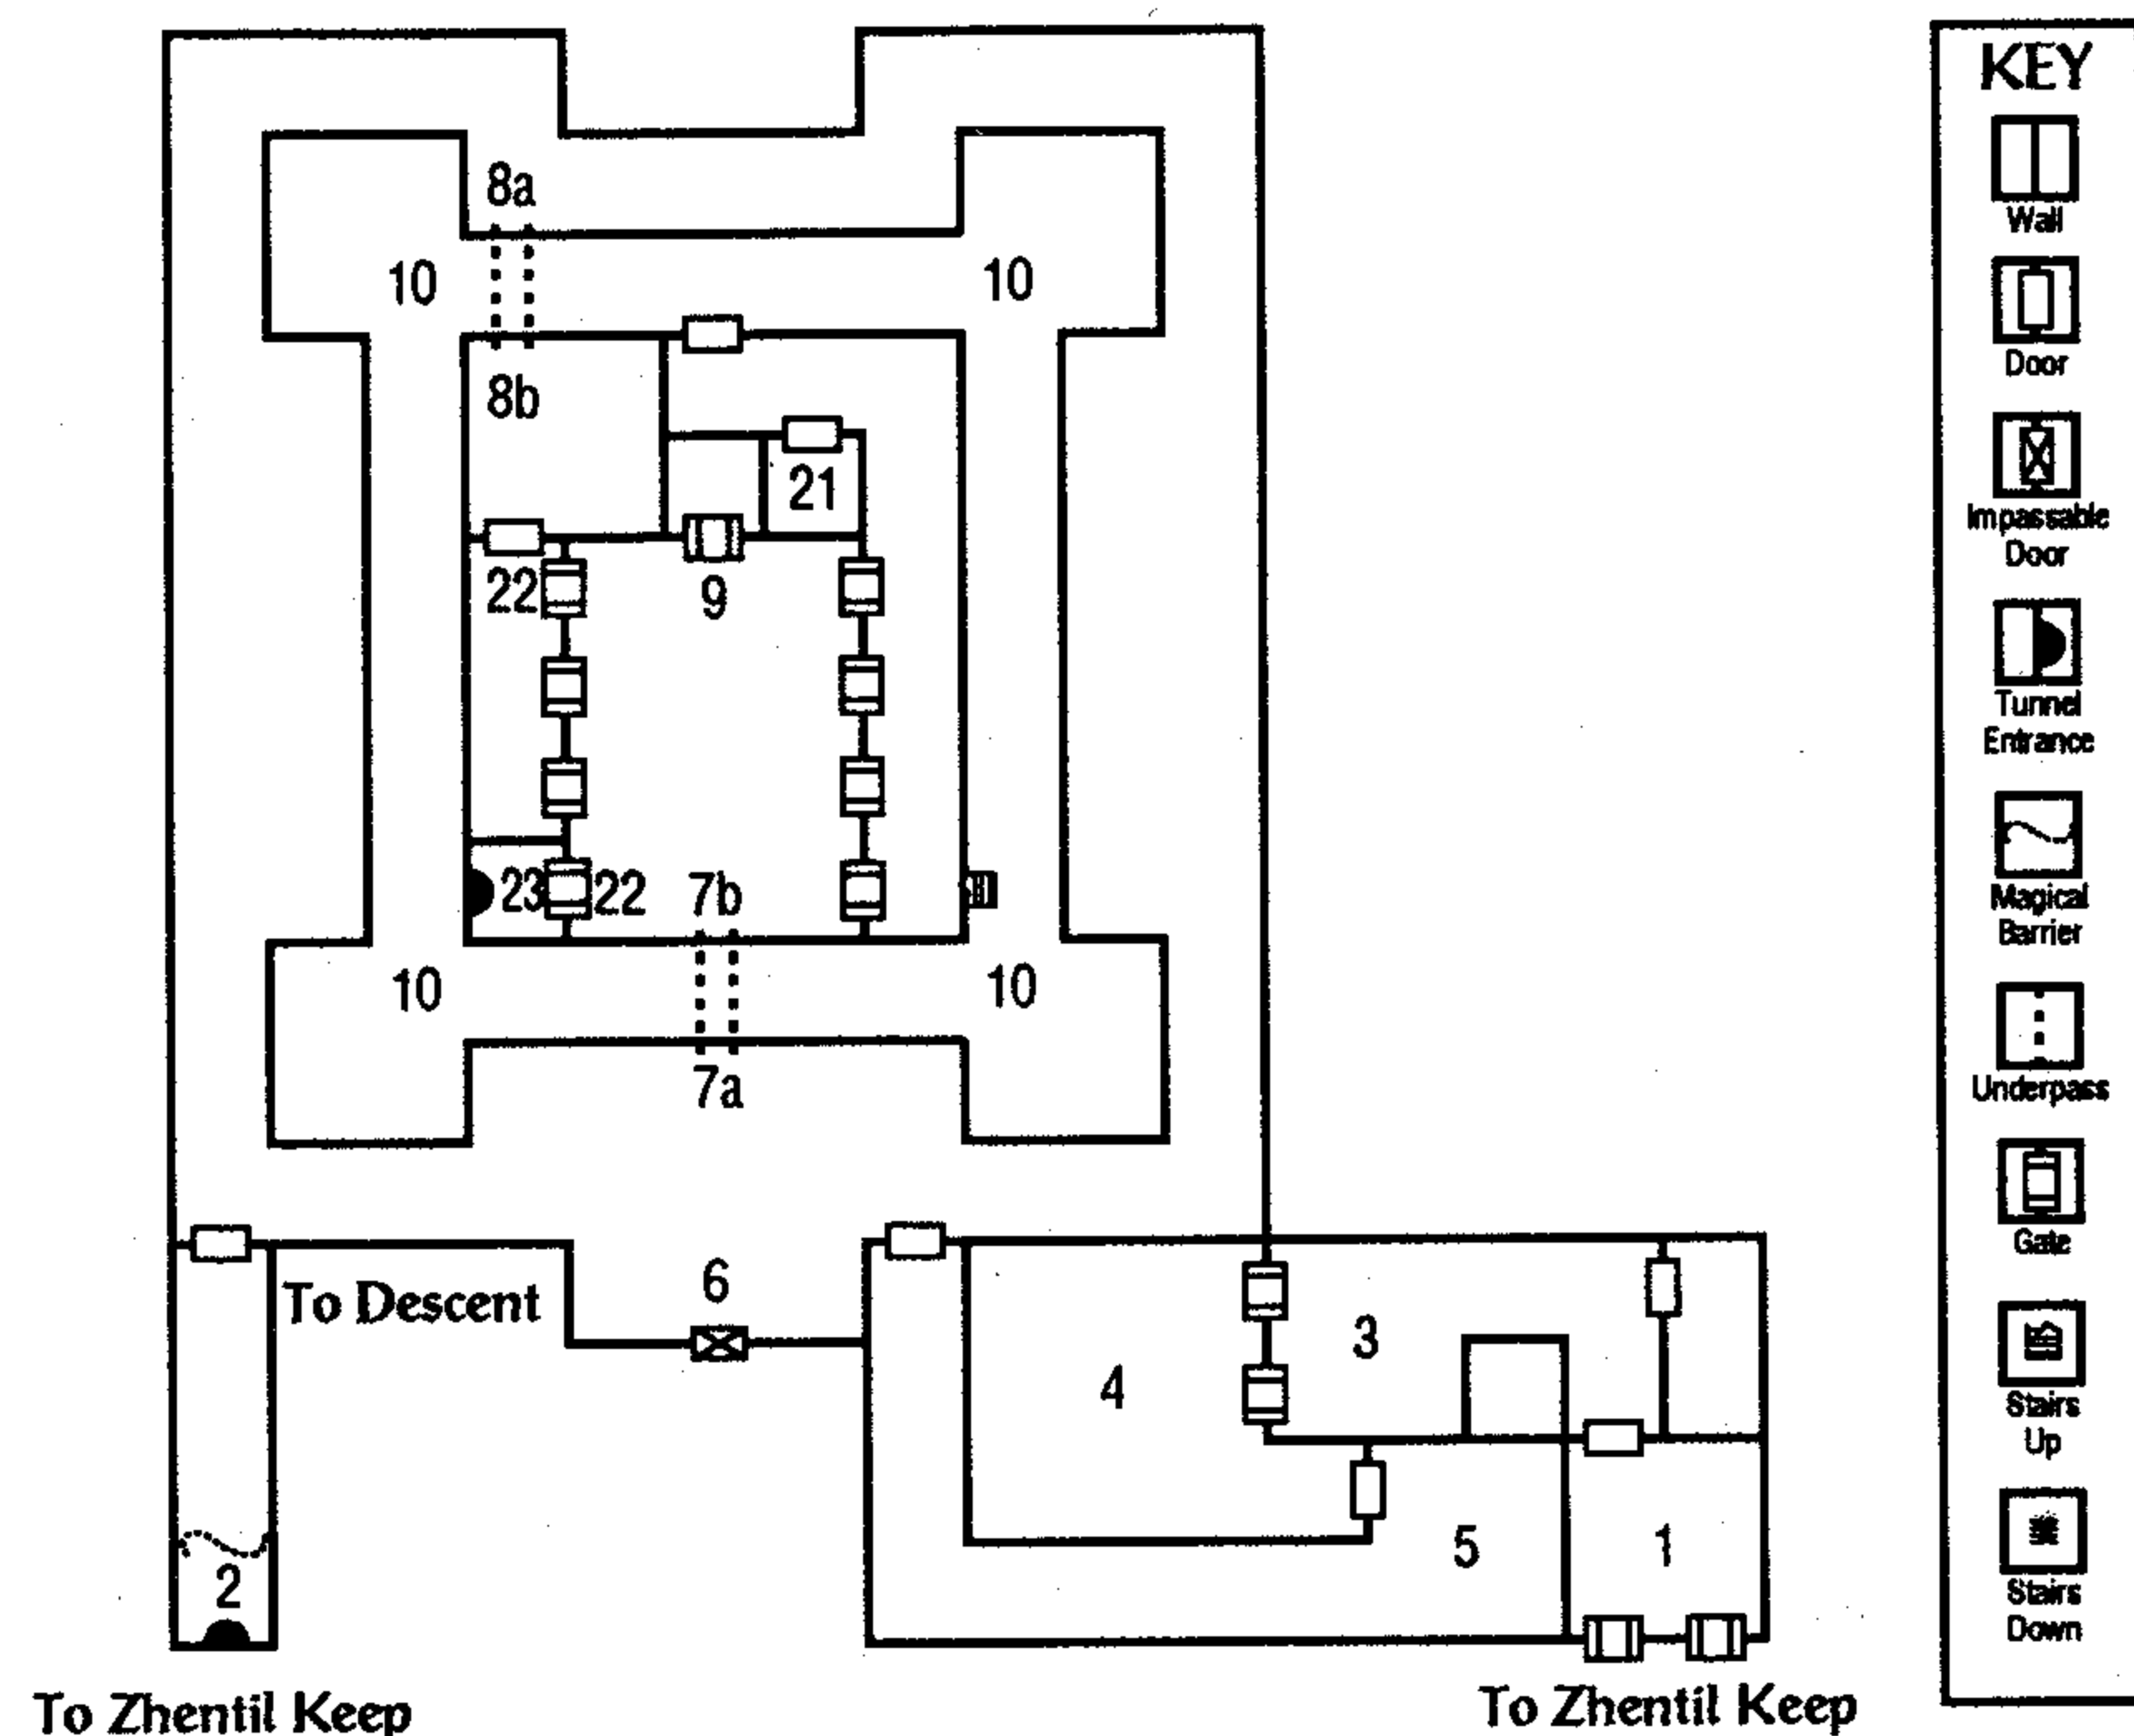 8a
10
10
8b
21
22
9
23
22
7b
10
10
7a
6
To Descent
3
4
5
1
2
To Zhentil Keep
To Zhentil Keep
KEY
Wall
Door
Impassable
Door
Tunnel
Entrance
Magical
Barrier
Underpass
Gate
Stairs
Up
Stairs
Down